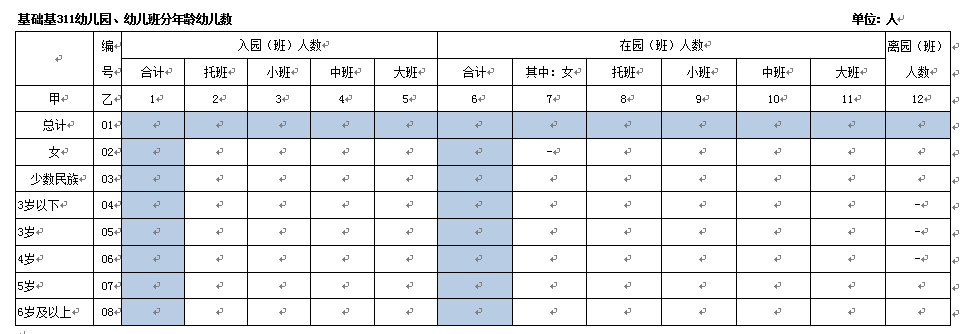 基础基311幼儿园、幼儿班分年龄幼儿数 单位：人
编号 入园（班）人数 在园（班）人数 离园（班）人数
合计 托班 小班 中班 大班 合计 其中：女 托班 小班 中班 大班
甲 乙 1 2 3 4 5 6 7 8 9 10 11 12
总计 01
女 02 -
少数民族 03
3岁以下 04 -
3岁 05 -
4岁 06 -
5岁 07
6岁及以上 08